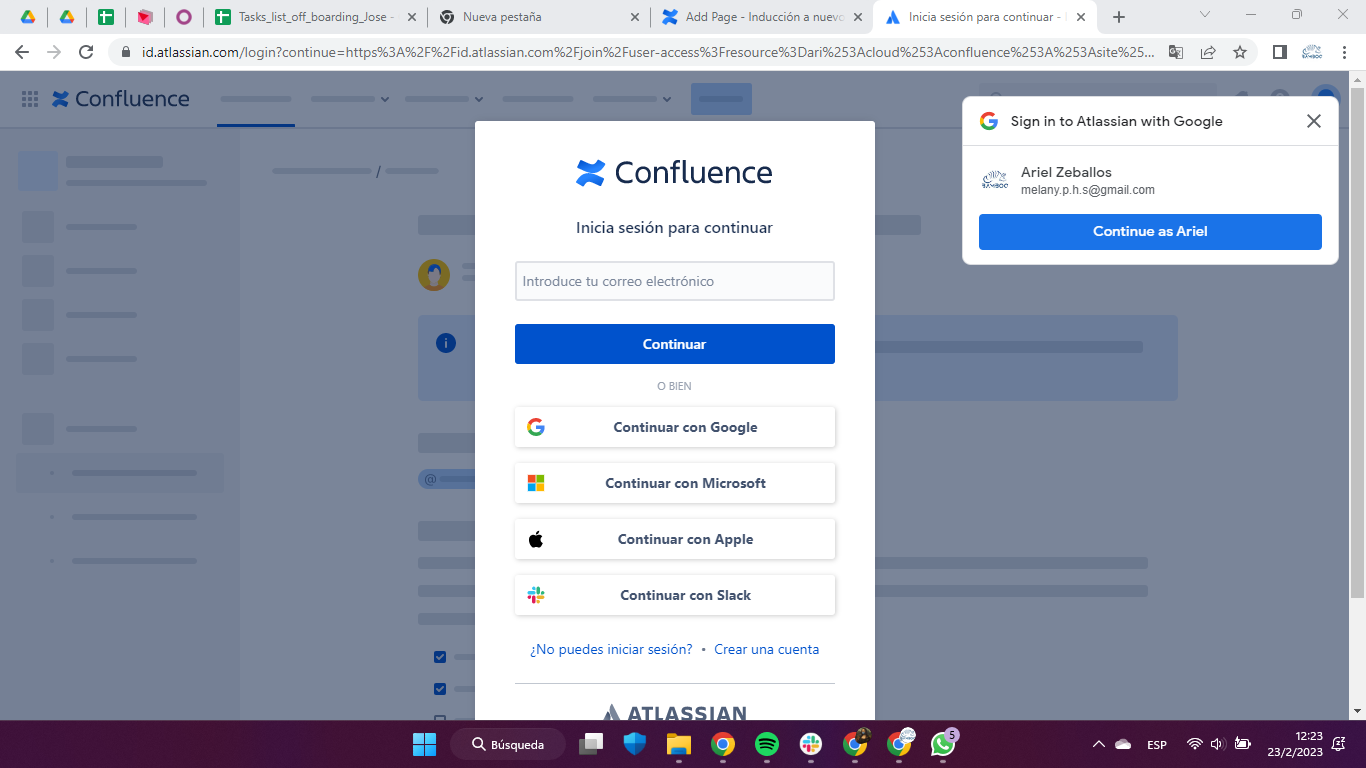 Tasks_list_off_boarding_Jose -
Nueva pestaña
Add Page - Inducción a nuevo
Inicia sesión para continuar -
id.atlassian.com/login?continue=https%3A%2F%2Fid.atlassian.com%2Fjoin%2Fuser-access%3Fresource%3Dari%253Acloud%253Aconfluence%253A%253Asite%25...
Confluence
/
Sign in to Atlassian with Google
Ariel Zeballos
melany.p.h.s@gmail.com
Continue as Ariel
Confluence
Inicia sesión para continuar
Introduce tu correo electrónico
Continuar
O BIEN
Continuar con Google
Continuar con Microsoft
@
Continuar con Apple
Continuar con Slack
¿No puedes iniciar sesión? • Crear una cuenta
ATLASSIAN
Búsqueda
5
ESP
12:23
23/2/2023